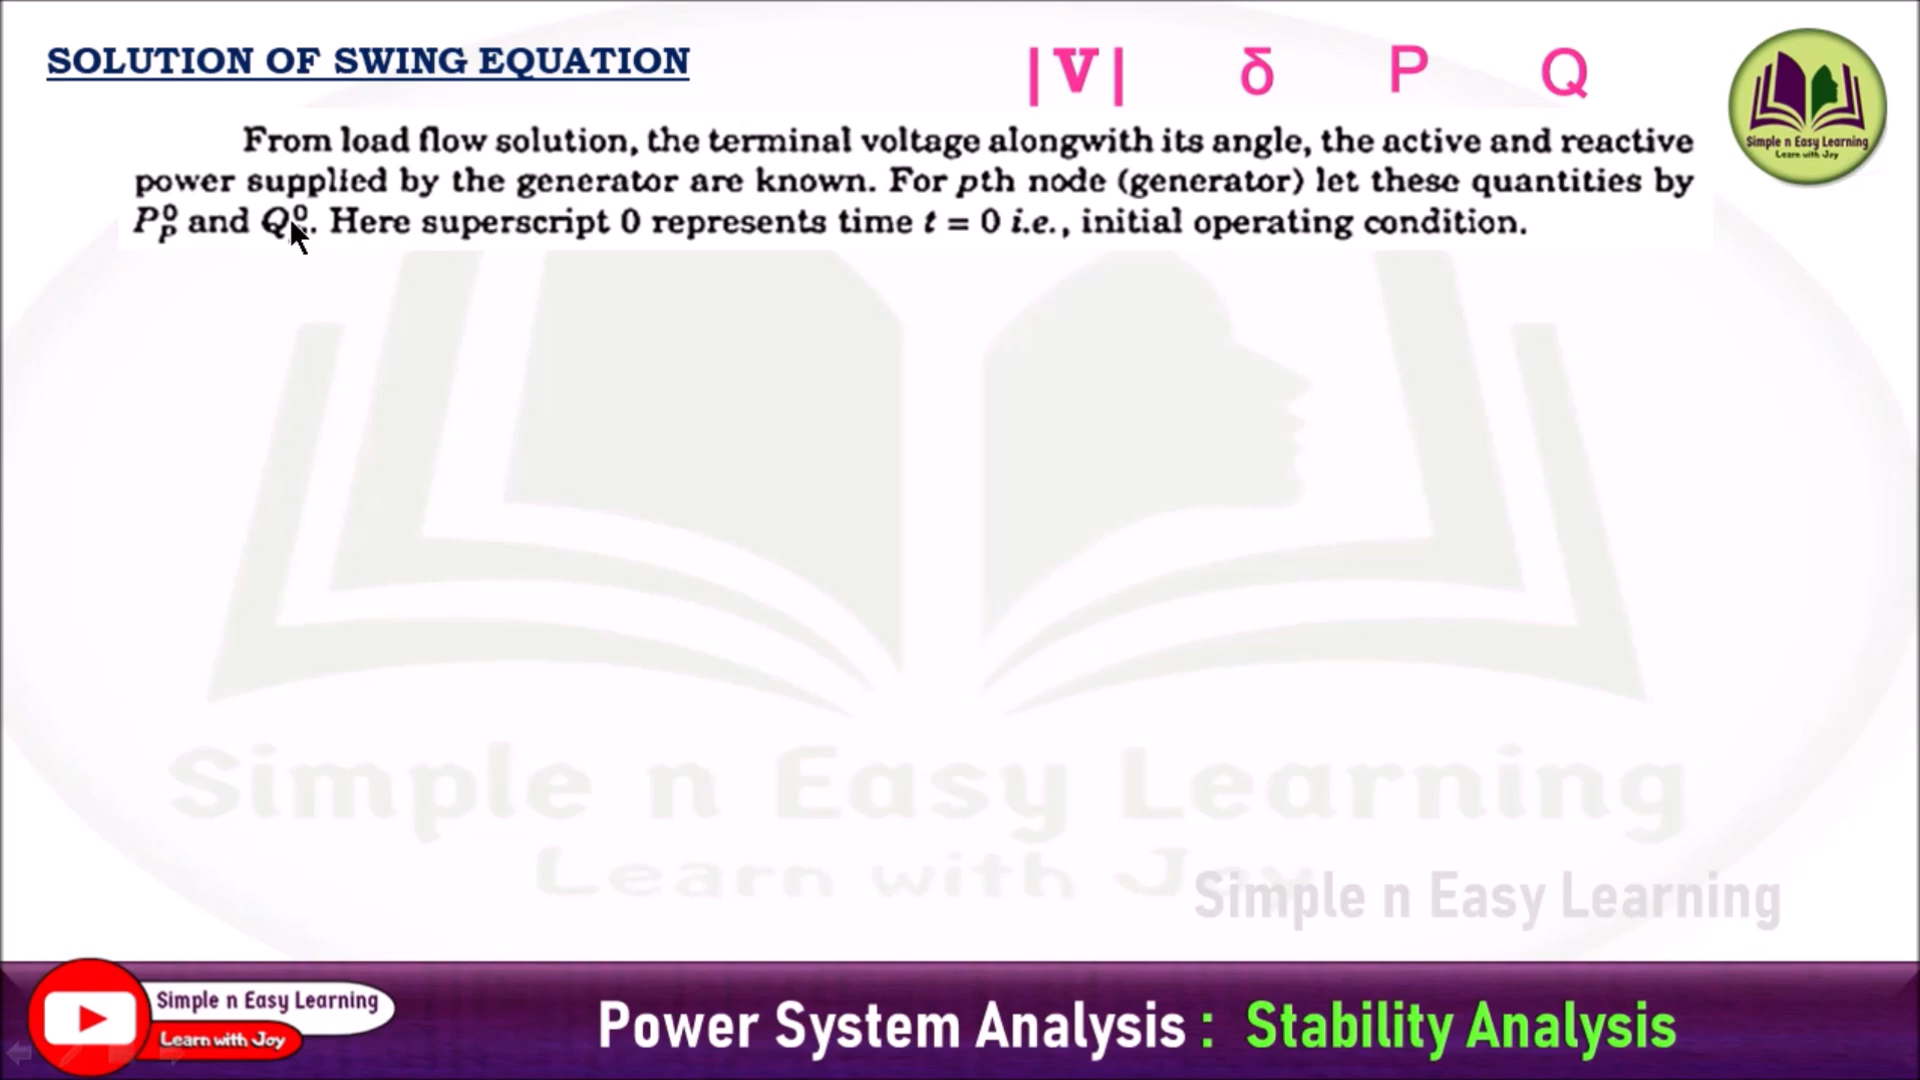 SOLUTION OF SWING EQUATION
|V| δ P Q
Simple n Easy Learning
Learn with Joy
From load flow solution, the terminal voltage alongwith its angle, the active and reactive
power supplied by the generator are known. For pth node (generator) let these quantities by
P_P^0 and Q^0. Here superscript 0 represents time t = 0 i.e., initial operating condition.
Simple n Easy Learning
Learn with Joy
Simple n Easy Learning
Simple n Easy Learning
Learn with Joy
Power System Analysis : Stability Analysis